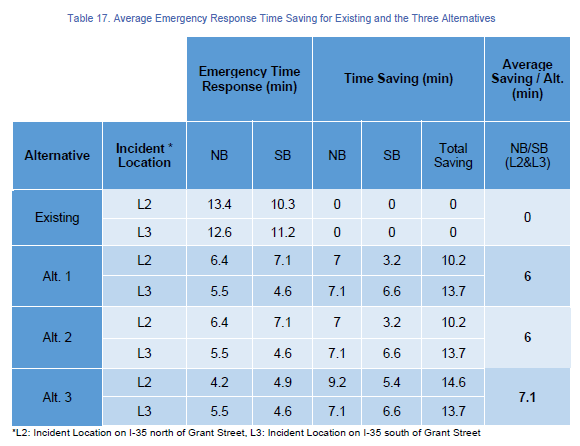 Table 17. Average Emergency Response Time Saving for Existing and the Three Alternatives
Emergency Time Response (min) Time Saving (min) Average Saving / Alt. (min)
Alternative Incident * Location NB SB NB SB Total Saving NB/SB (L2&L3)
Existing L2 13.4 10.3 0 0 0 0
L3 12.6 11.2 0 0 0
Alt. 1 L2 6.4 7.1 7 3.2 10.2 6
L3 5.5 4.6 7.1 6.6 13.7
Alt. 2 L2 6.4 7.1 7 3.2 10.2 6
L3 5.5 4.6 7.1 6.6 13.7
Alt. 3 L2 4.2 4.9 9.2 5.4 14.6 7.1
L3 5.5 4.6 7.1 6.6 13.7
*L2: Incident Location on I-35 north of Grant Street, L3: Incident Location on I-35 south of Grant Street